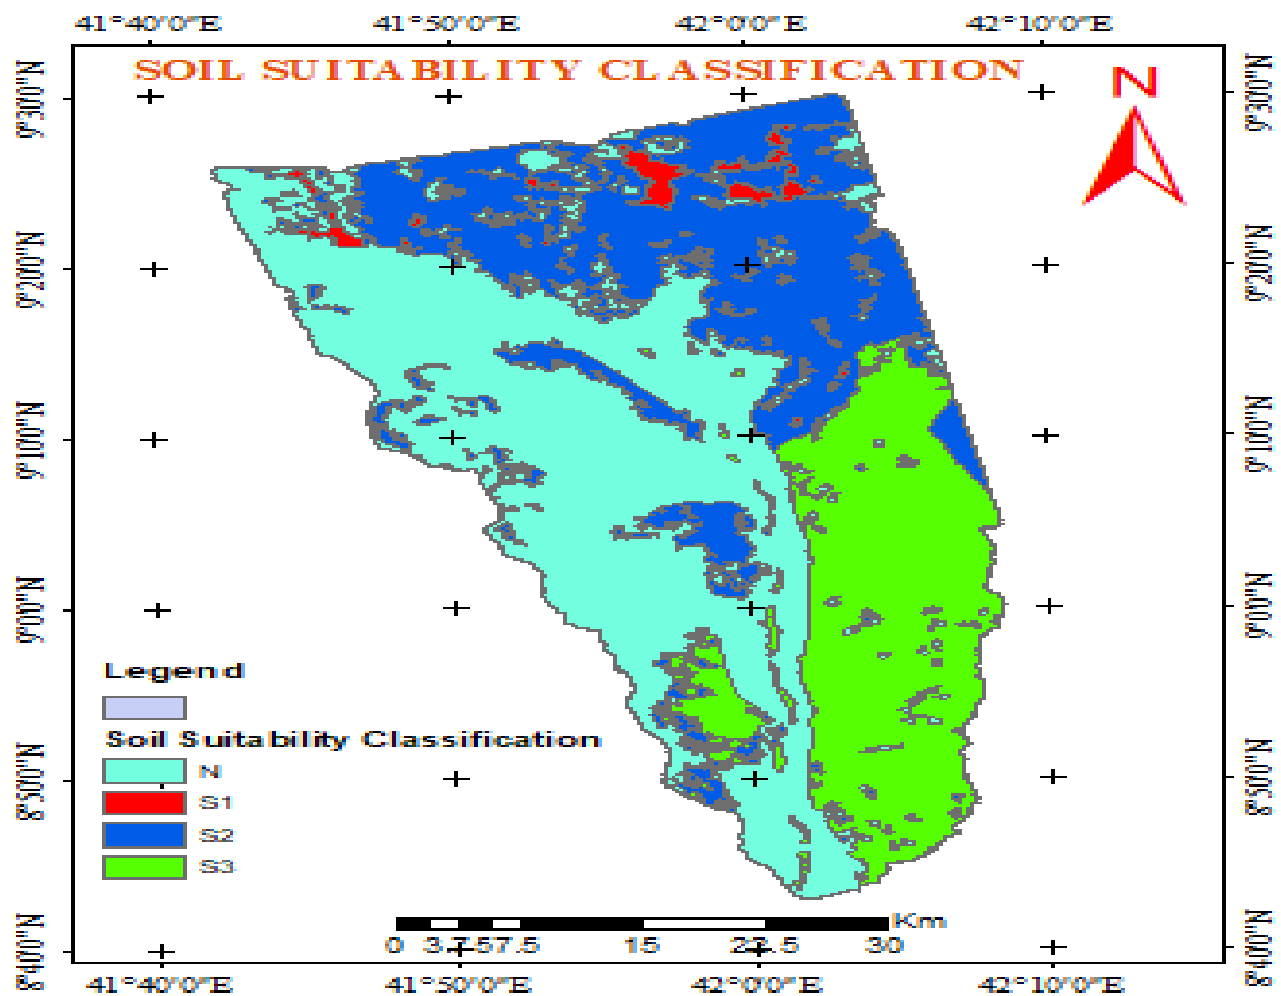 41°40'0"E 41°50'0"E 42°0'0"E 42°10'0"E
SOIL SUITABILITY CLASSIFICATION
N
9°30'0"N 9°30'0"N
9°20'0"N 9°20'0"N
9°10'0"N 9°10'0"N
9°0'0"N 9°0'0"N
8°50'0"N 8°50'0"N
8°40'0"N 8°40'0"N
Legend
Soil Suitability Classification
N
S1
S2
S3
Km
0 3.757.5 15 22.5 30
41°40'0"E 41°50'0"E 42°0'0"E 42°10'0"E